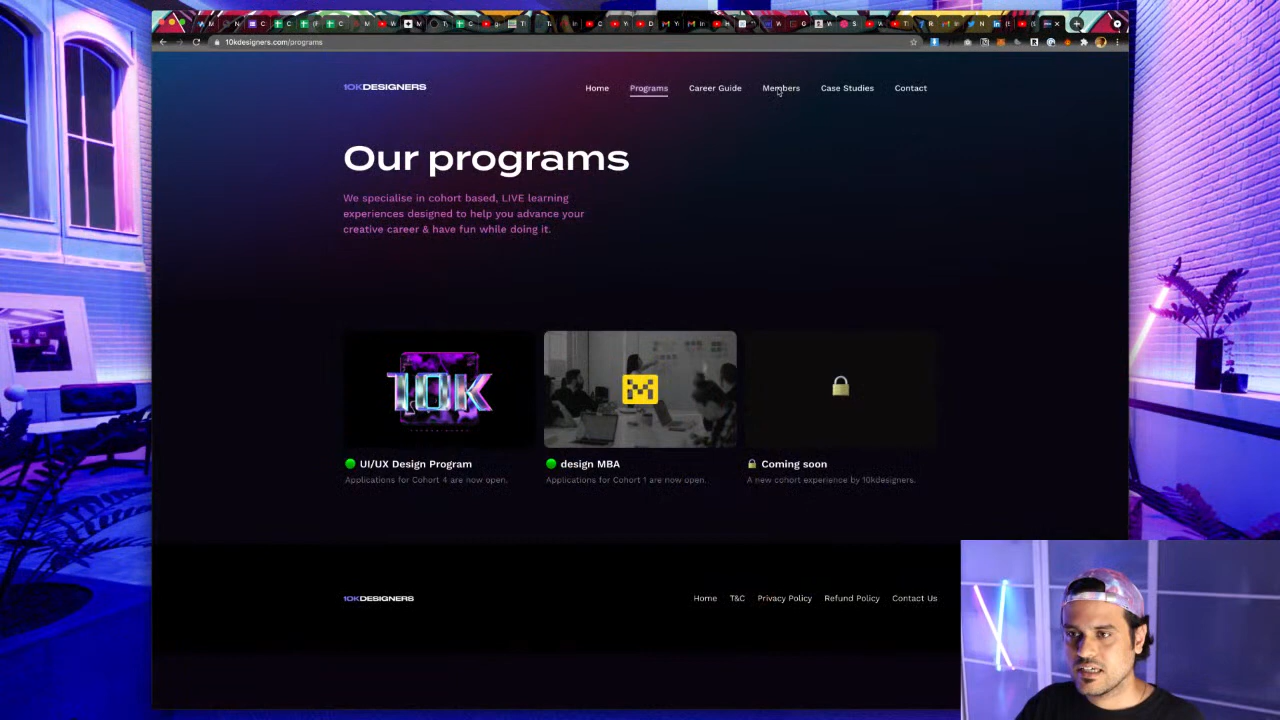 10kdesigners.com/programs
10KDESIGNERS
Home Programs Career Guide Members Case Studies Contact
Our programs
We specialise in cohort based, LIVE learning
experiences designed to help you advance your
creative career & have fun while doing it.
10K
M
UI/UX Design Program
Applications for Cohort 4 are now open.
design MBA
Applications for Cohort 1 are now open.
Coming soon
A new cohort experience by 10kdesigners.
10KDESIGNERS
Home T&C Privacy Policy Refund Policy Contact Us